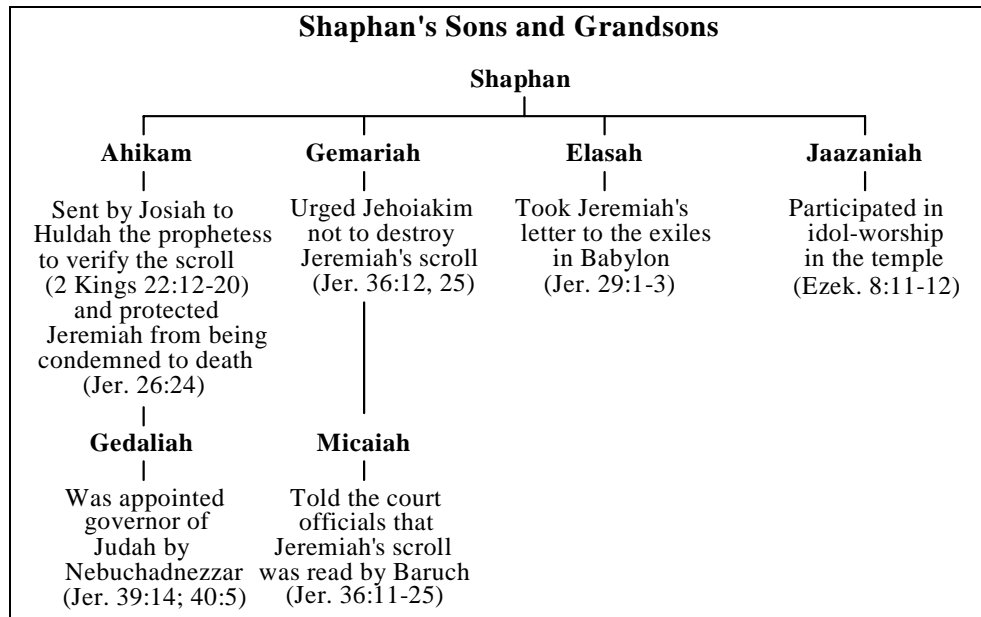 Shaphan's Sons and Grandsons
Shaphan
Ahikam
Sent by Josiah to
Huldah the prophetess
to verify the scroll
(2 Kings 22:12-20)
and protected
Jeremiah from being
condemned to death
(Jer. 26:24)
Gedaliah
Was appointed
governor of
Judah by
Nebuchadnezzar
(Jer. 39:14; 40:5)
Gemariah
Urged Jehoiakim
not to destroy
Jeremiah's scroll
(Jer. 36:12, 25)
Micaiah
Told the court
officials that
Jeremiah's scroll
was read by Baruch
(Jer. 36:11-25)
Elasah
Took Jeremiah's
letter to the exiles
in Babylon
(Jer. 29:1-3)
Jaazaniah
Participated in
idol-worship
in the temple
(Ezek. 8:11-12)